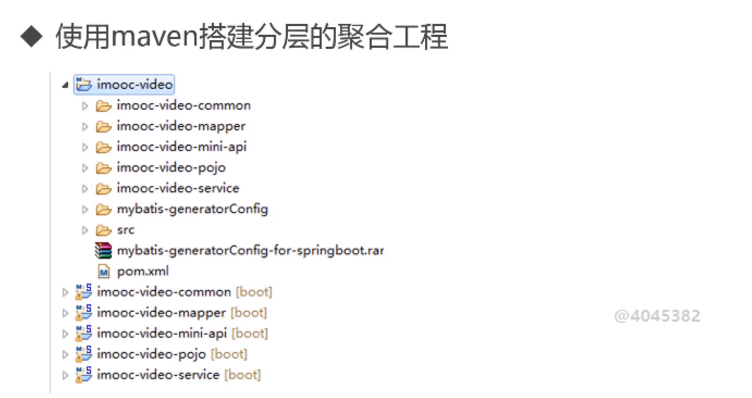 ◆ 使用maven搭建分层的聚合工程
imooc-video
imooc-video-common
imooc-video-mapper
imooc-video-mini-api
imooc-video-pojo
imooc-video-service
mybatis-generatorConfig
src
mybatis-generatorConfig-for-springboot.rar
pom.xml
imooc-video-common [boot]
imooc-video-mapper [boot]
imooc-video-mini-api [boot]
imooc-video-pojo [boot]
imooc-video-service [boot]
@4045382